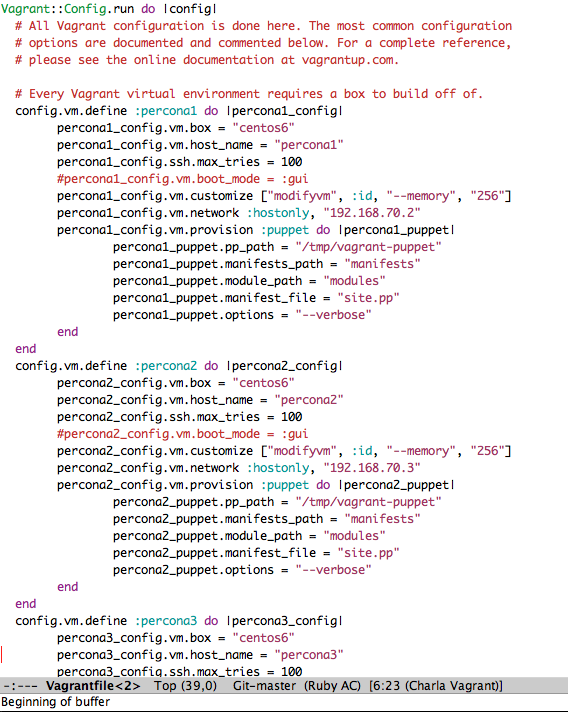 Vagrant::Config.run do |config|
  # All Vagrant configuration is done here. The most common configuration
  # options are documented and commented below. For a complete reference,
  # please see the online documentation at vagrantup.com.

  # Every Vagrant virtual environment requires a box to build off of.
  config.vm.define :percona1 do |percona1_config|
        percona1_config.vm.box = "centos6"
        percona1_config.vm.host_name = "percona1"
        percona1_config.ssh.max_tries = 100
        #percona1_config.vm.boot_mode = :gui
        percona1_config.vm.customize ["modifyvm", :id, "--memory", "256"]
        percona1_config.vm.network :hostonly, "192.168.70.2"
        percona1_config.vm.provision :puppet do |percona1_puppet|
                percona1_puppet.pp_path = "/tmp/vagrant-puppet"
                percona1_puppet.manifests_path = "manifests"
                percona1_puppet.module_path = "modules"
                percona1_puppet.manifest_file = "site.pp"
                percona1_puppet.options = "--verbose"
        end
  end
  config.vm.define :percona2 do |percona2_config|
        percona2_config.vm.box = "centos6"
        percona2_config.vm.host_name = "percona2"
        percona2_config.ssh.max_tries = 100
        #percona2_config.vm.boot_mode = :gui
        percona2_config.vm.customize ["modifyvm", :id, "--memory", "256"]
        percona2_config.vm.network :hostonly, "192.168.70.3"
        percona2_config.vm.provision :puppet do |percona2_puppet|
                percona2_puppet.pp_path = "/tmp/vagrant-puppet"
                percona2_puppet.manifests_path = "manifests"
                percona2_puppet.module_path = "modules"
                percona2_puppet.manifest_file = "site.pp"
                percona2_puppet.options = "--verbose"
        end
  end
  config.vm.define :percona3 do |percona3_config|
        percona3_config.vm.box = "centos6"
        percona3_config.vm.host_name = "percona3"
        percona3_config.ssh.max_tries = 100
-:--- Vagrantfile<2> Top (39,0) Git-master (Ruby AC) [6:23 (Charla Vagrant)]
Beginning of buffer